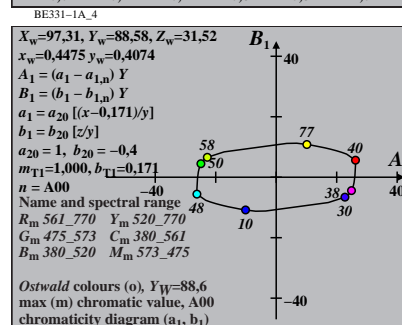 BE331-1A_4
Xw=97,31, Yw=88,58, Zw=31,52
xw=0,4475 yw=0,4074
A1 = (a1 – a1,n) Y
B1 = (b1 – b1,n) Y
a1 = a20 [(x–0,171)/y]
b1 = b20 [z/y]
a20 = 1, b20 = –0,4
mT1=1,000, bT1=0,171
n = A00
Name and spectral range
Rm 561_770 Ym 520_770
Gm 475_573 Cm 380_561
Bm 380_520 Mm 573_475
Ostwald colours (o), YW=88,6
max (m) chromatic value, A00
chromaticity diagram (a1, b1)
B1
40
77
40
58
50
A
–40
48
10
38
30
40
–40